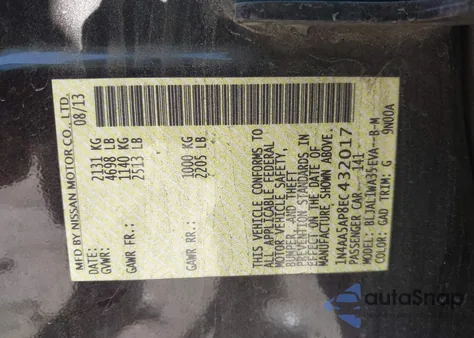 MFD BY NISSAN MOTOR CO., LTD.
08/13
GVWR: 2131 KG
4698 LB
GAWR FR: 1140 KG
2513 LB
GAWR RR: 1000 KG
2205 LB
THIS VEHICLE CONFORMS TO
ALL APPLICABLE FEDERAL
MOTOR VEHICLE SAFETY,
BUMPER, AND THEFT
PREVENTION STANDARDS IN
EFFECT ON THE DATE OF
MANUFACTURE SHOWN ABOVE.
1N4AA5AP8EC432017
PASSENGER CAR 141
MODEL: BLJALWA35EVA--B-M
COLOR: GAD TRIM: G 9N00A
autaSnap